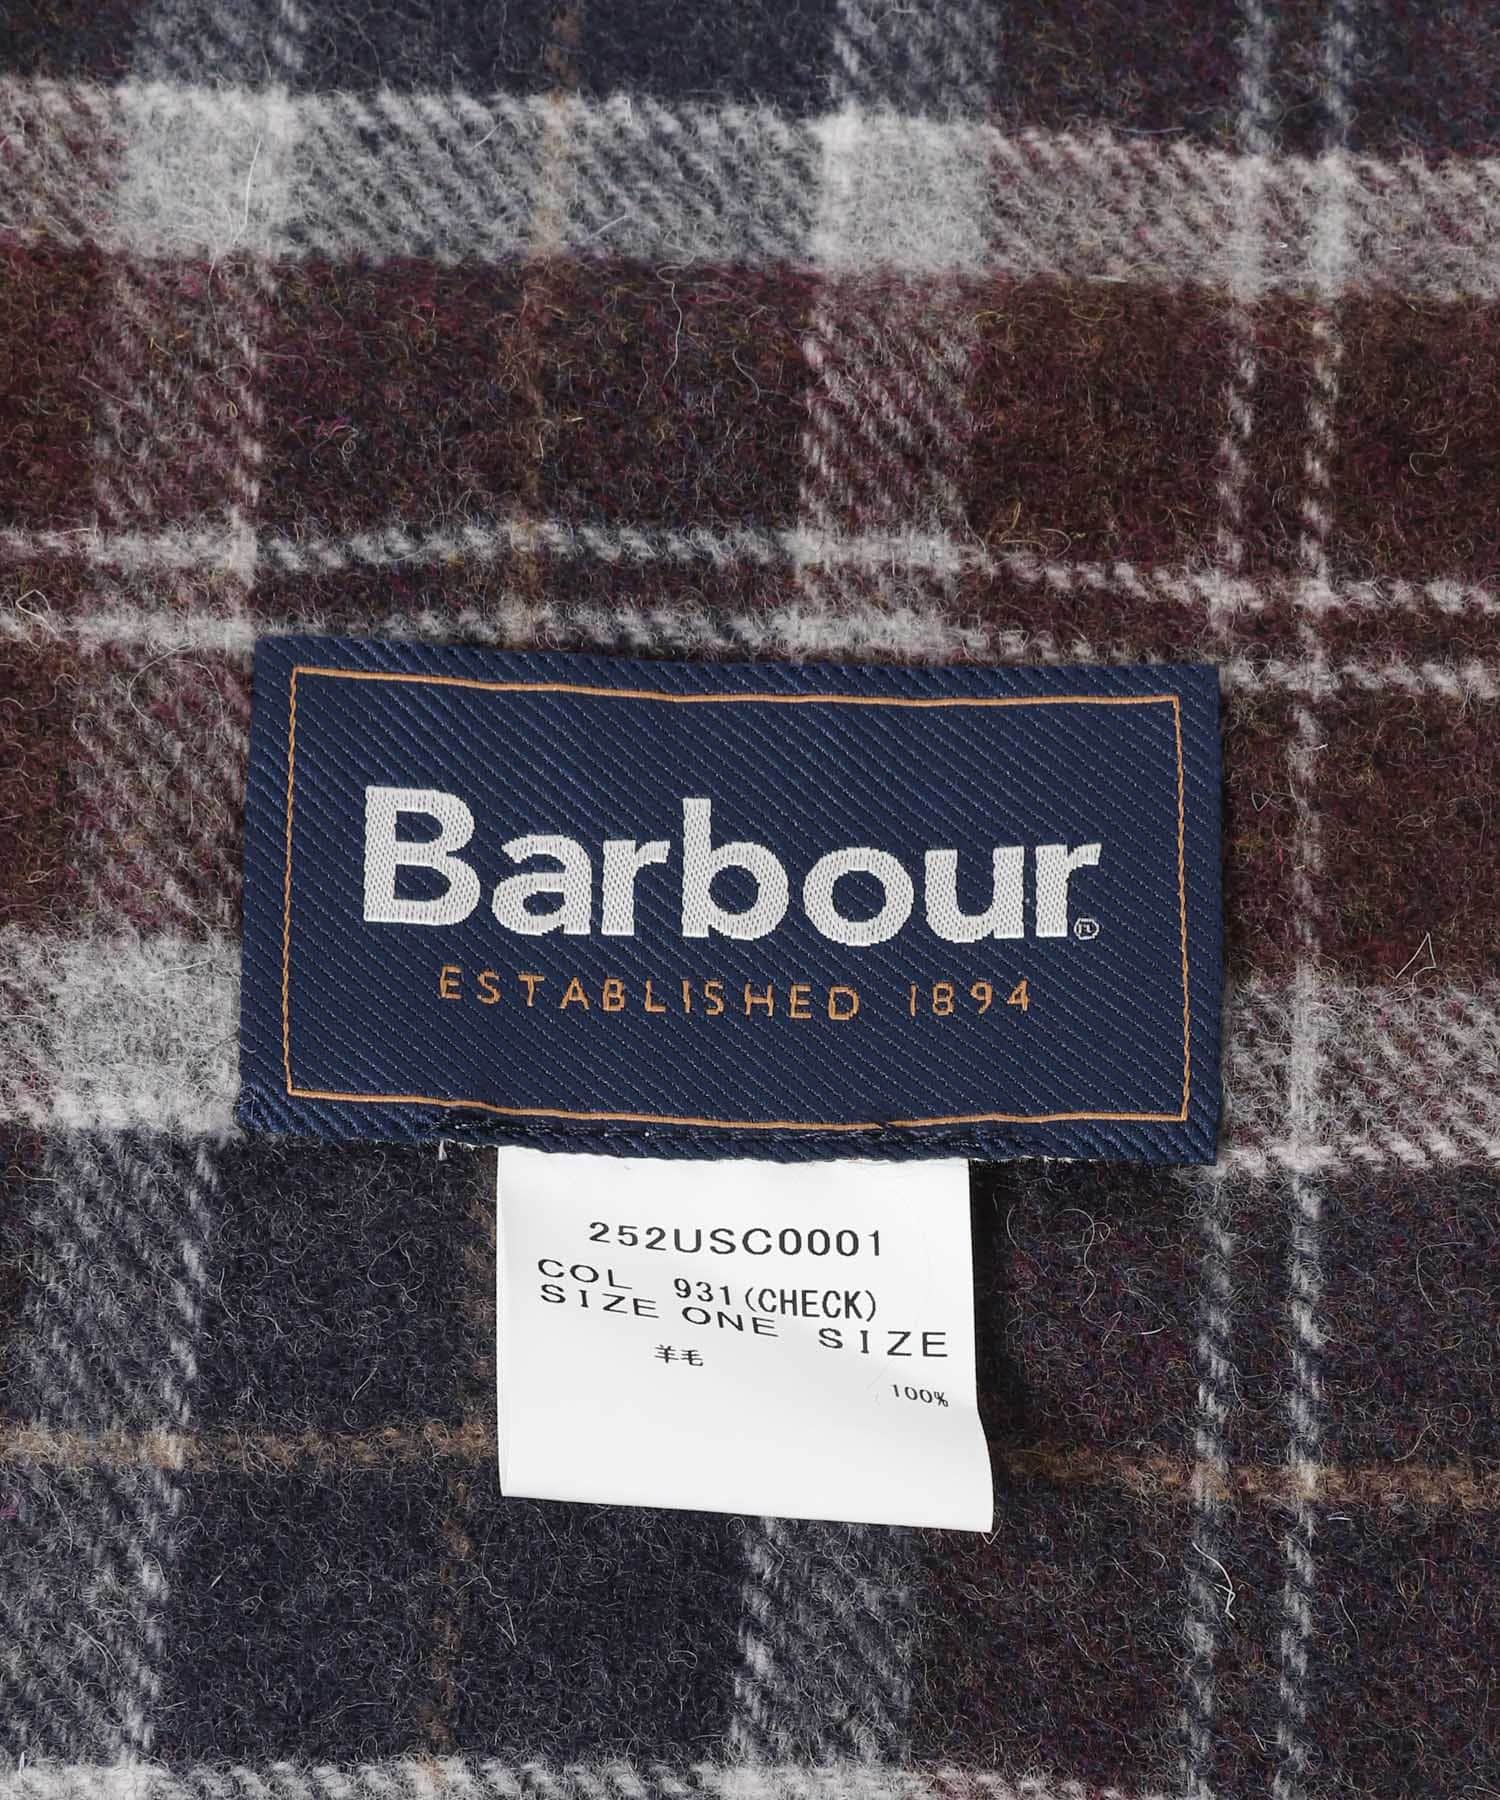 Barbour®
ESTABLISHED 1894
252USC0001
COL 931(CHECK)
SIZE ONE SIZE
羊毛
100%